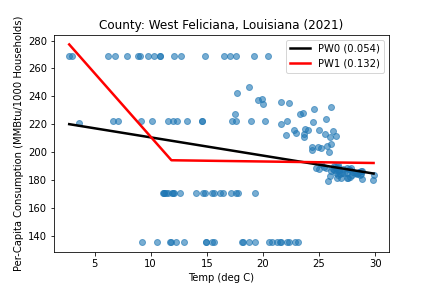 County: West Feliciana, Louisiana (2021)
Per-Capita Consumption (MMBtu/1000 Households)
280
260
240
220
200
180
160
140
PW0 (0.054)
PW1 (0.132)
5
10
15
20
25
30
Temp (deg C)